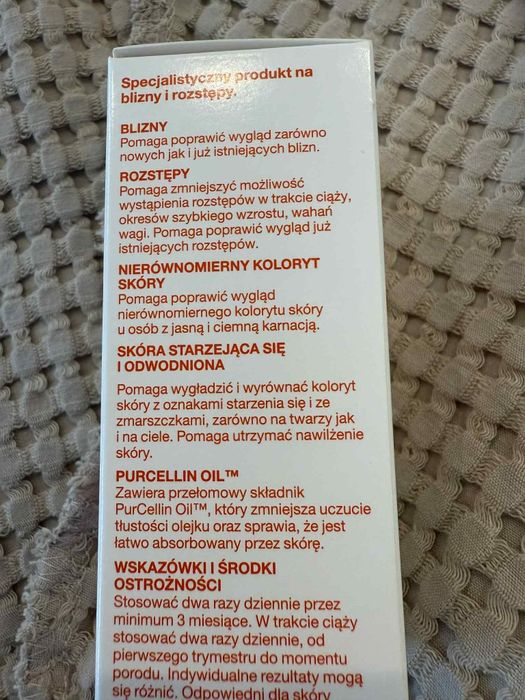 Specjalistyczny produkt na
blizny i rozstępy.
BLIZNY
Pomaga poprawić wygląd zarówno
nowych jak i już istniejących blizn.
ROZSTĘPY
Pomaga zmniejszyć możliwość
wystąpienia rozstępów w trakcie ciąży,
okresów szybkiego wzrostu, wahań
wagi. Pomaga poprawić wygląd już
istniejących rozstępów.
NIERÓWNOMIERNY KOLORYT
SKÓRY
Pomaga poprawić wygląd
nierównomiernego kolorytu skóry
u osób z jasną i ciemną karnacją.
SKÓRA STARZEJĄCA SIĘ
I ODWODNIONA
Pomaga wygładzić i wyrównać koloryt
skóry z oznakami starzenia się i ze
zmarszczkami, zarówno na twarzy jak
i na ciele. Pomaga utrzymać nawilżenie
skóry.
PURCELLIN OIL™
Zawiera przełomowy składnik
PurCellin Oil™, który zmniejsza uczucie
tłustości olejku oraz sprawia, że jest
łatwo absorbowany przez skórę.
WSKAZÓWKI I ŚRODKI
OSTROŻNOŚCI
Stosować dwa razy dziennie przez
minimum 3 miesiące. W trakcie ciąży
stosować dwa razy dziennie, od
pierwszego trymestru do momentu
porodu. Indywidualne rezultaty mogą
się różnić. Odpowiedni dla skóry